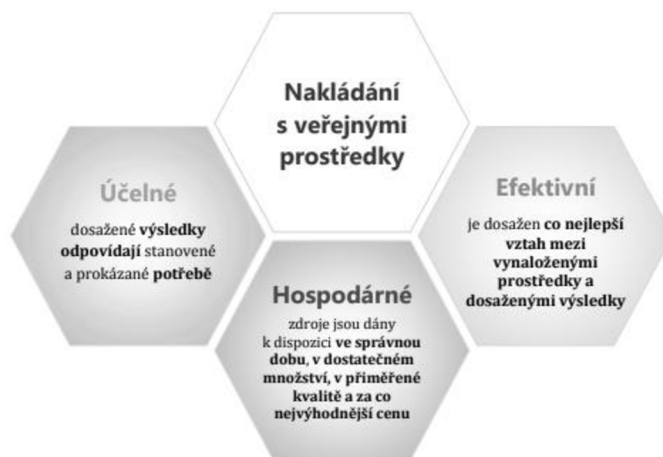 Nakládání
s veřejnými
prostředky
Účelné
dosažené výsledky
odpovídají stanovené
a prokázané potřebě
Hospodárné
zdroje jsou dány
k dispozici ve správnou
dobu, v dostatečném
množství, v přiměřené
kvalitě a za co
nejvýhodnější cenu
Efektivní
je dosažen co nejlepší
vztah mezi
vynaloženými
prostředky a
dosaženými výsledky